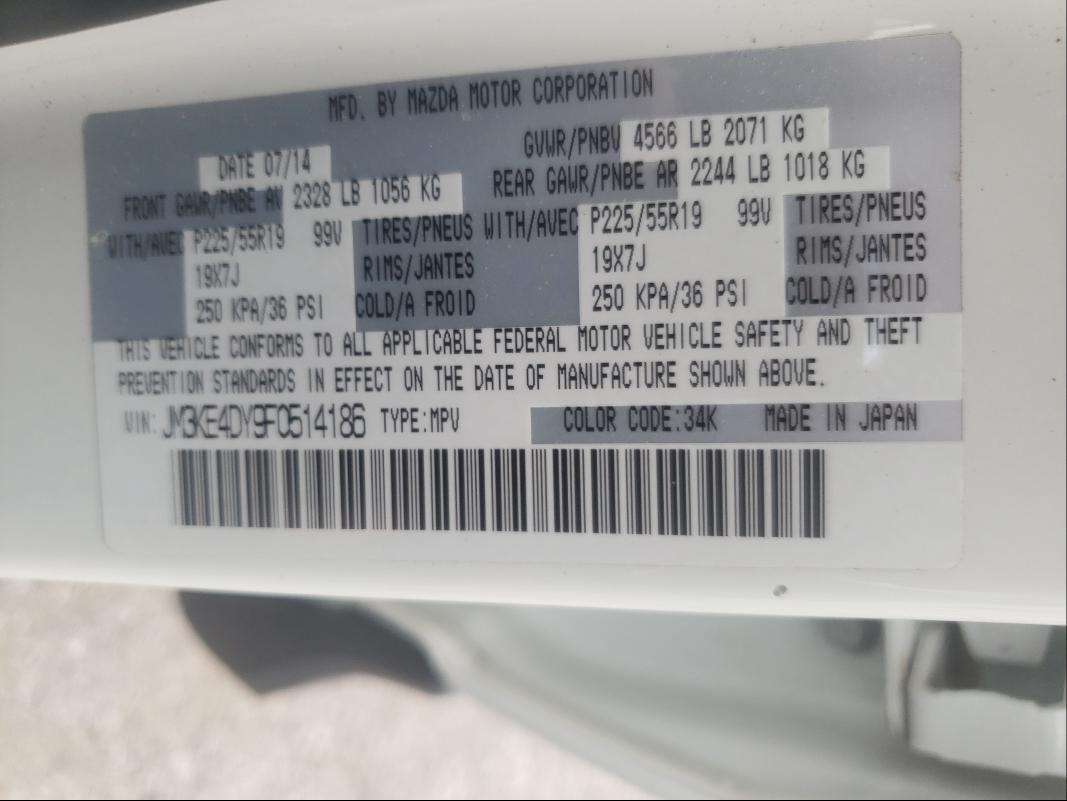 MFD. BY MAZDA MOTOR CORPORATION
DATE 07/14 GVWR/PNBV 4566 LB 2071 KG
FRONT GAWR/PNBE AV 2328 LB 1056 KG REAR GAWR/PNBE AR 2244 LB 1018 KG
WITH/AVEC P225/55R19 99V TIRES/PNEUS WITH/AVEC P225/55R19 99V TIRES/PNEUS
19X7J RIMS/JANTES 19X7J RIMS/JANTES
250 KPA/36 PSI COLD/A FROID 250 KPA/36 PSI COLD/A FROID
THIS VEHICLE CONFORMS TO ALL APPLICABLE FEDERAL MOTOR VEHICLE SAFETY AND THEFT
PREVENTION STANDARDS IN EFFECT ON THE DATE OF MANUFACTURE SHOWN ABOVE.
VIN: JM3KE4DY9F0514186 TYPE:MPV COLOR CODE:34K MADE IN JAPAN